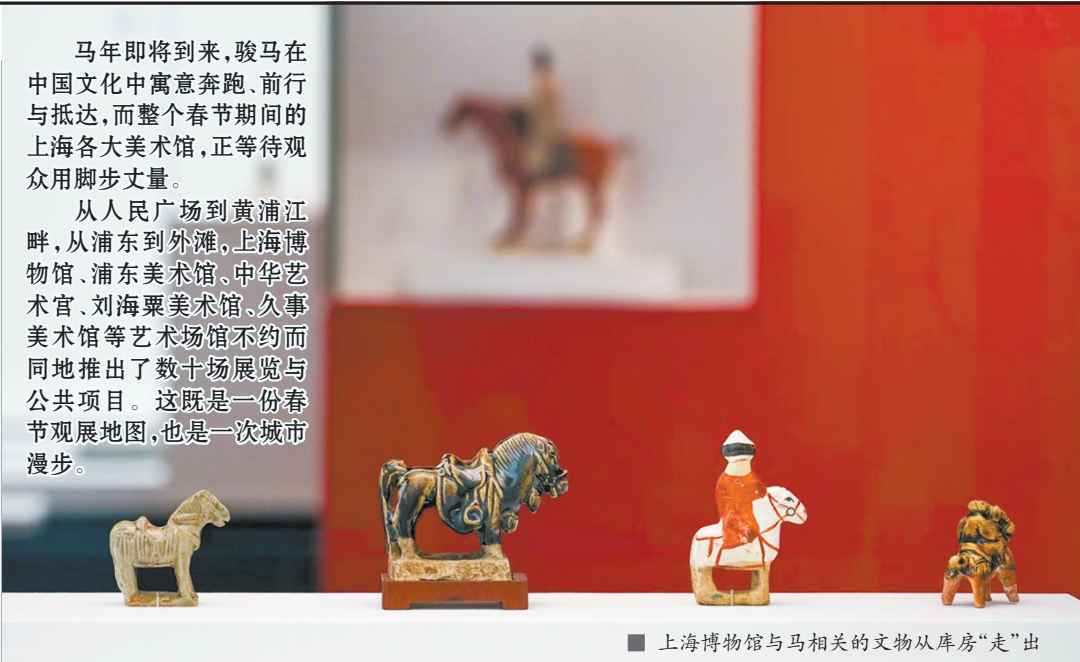 马年即将到来,骏马在
中国文化中寓意奔跑、前行
与抵达,而整个春节期间的
上海各大美术馆,正等待观
众用脚步丈量。
从人民广场到黄浦江
畔,从浦东到外滩,上海博
物馆、浦东美术馆、中华艺
术宫、刘海粟美术馆、久事
美术馆等艺术场馆不约而
同地推出了数十场展览与
公共项目。这既是一份春
节观展地图,也是一次城市
漫步。
■ 上海博物馆与马相关的文物从库房“走”出